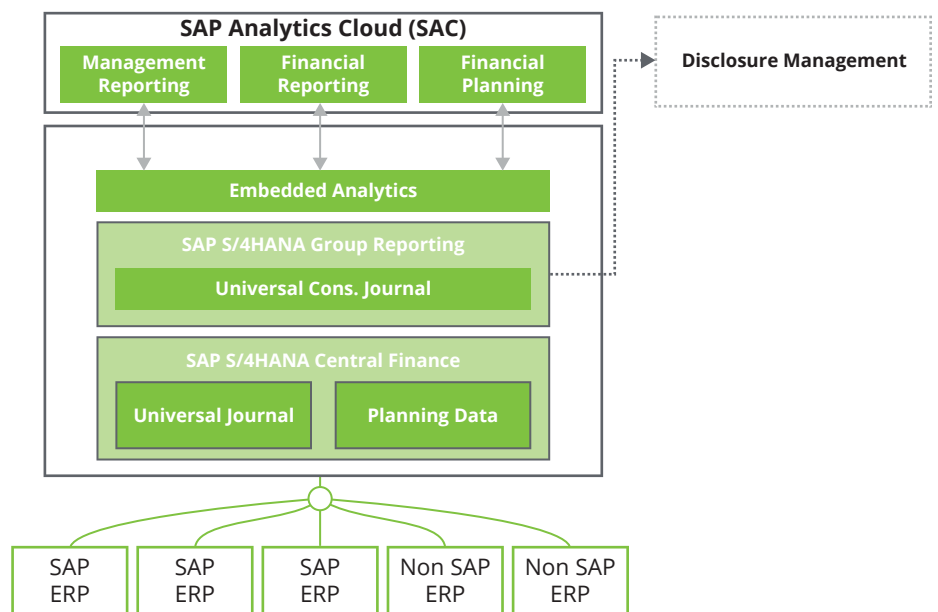 SAP Analytics Cloud (SAC)
Management
Reporting
Financial
Reporting
Financial
Planning
Disclosure Management
Embedded Analytics
SAP S/4HANA Group Reporting
Universal Cons. Journal
SAP S/4HANA Central Finance
Universal Journal
Planning Data
SAP
ERP
SAP
ERP
SAP
ERP
Non SAP
ERP
Non SAP
ERP